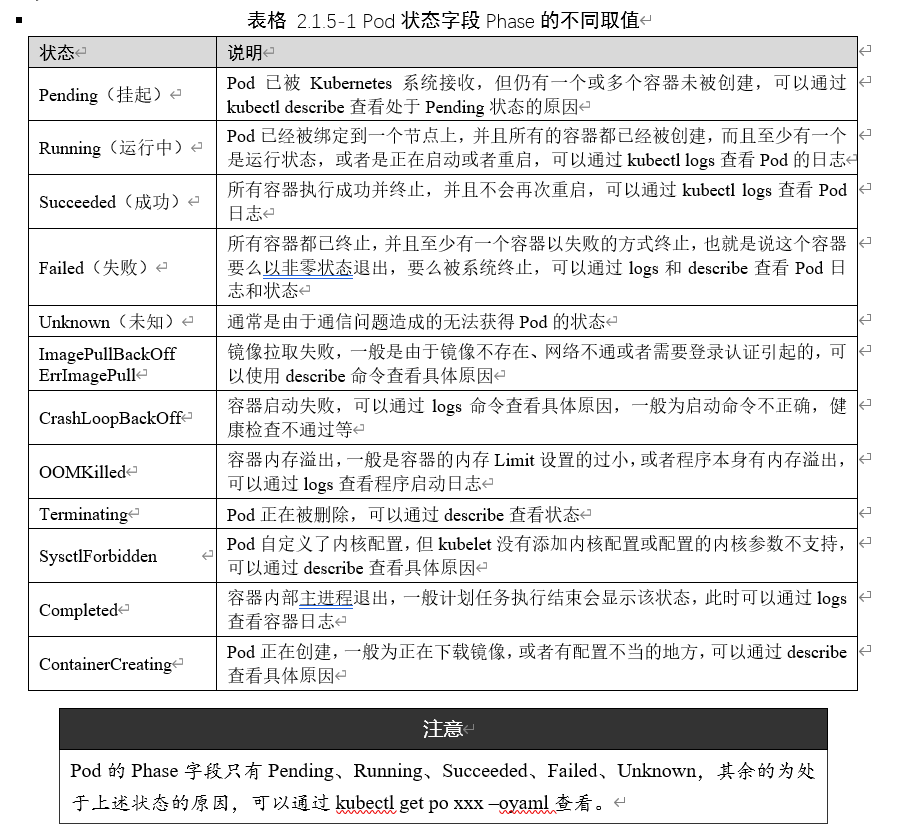 表格 2.1.5-1 Pod 状态字段 Phase 的不同取值
状态
说明
Pending（挂起）
Pod 已被 Kubernetes 系统接收，但仍有一个或多个容器未被创建，可以通过
kubectl describe 查看处于 Pending 状态的原因
Running（运行中）
Pod 已经被绑定到一个节点上，并且所有的容器都已经被创建，而且至少有一个
是运行状态，或者是正在启动或者重启，可以通过 kubectl logs 查看 Pod 的日志
Succeeded（成功）
所有容器执行成功并终止，并且不会再次重启，可以通过 kubectl logs 查看 Pod
日志
Failed（失败）
所有容器都已终止，并且至少有一个容器以失败的方式终止，也就是说这个容器
要么以非零状态退出，要么被系统终止，可以通过 logs 和 describe 查看 Pod 日
志和状态
Unknown（未知）
通常是由于通信问题造成的无法获得 Pod 的状态
ImagePullBackOff
ErrImagePull
镜像拉取失败，一般是由于镜像不存在、网络不通或者需要登录认证引起的，可
以使用 describe 命令查看具体原因
CrashLoopBackOff
容器启动失败，可以通过 logs 命令查看具体原因，一般为启动命令不正确，健
康检查不通过等
OOMKilled
容器内存溢出，一般是容器的内存 Limit 设置的过小，或者程序本身有内存溢出，
可以通过 logs 查看程序启动日志
Terminating
Pod 正在被删除，可以通过 describe 查看状态
SysctlForbidden
Pod 自定义了内核配置，但 kubelet 没有添加内核配置或配置的内核参数不支持，
可以通过 describe 查看具体原因
Completed
容器内部主进程退出，一般计划任务执行结束会显示该状态，此时可以通过 logs
查看容器日志
ContainerCreating
Pod 正在创建，一般为正在下载镜像，或者有配置不当的地方，可以通过 describe
查看具体原因
注意
Pod 的 Phase 字段只有 Pending、Running、Succeeded、Failed、Unknown，其余的为处
于上述状态的原因，可以通过 kubectl get po xxx –oyaml 查看。